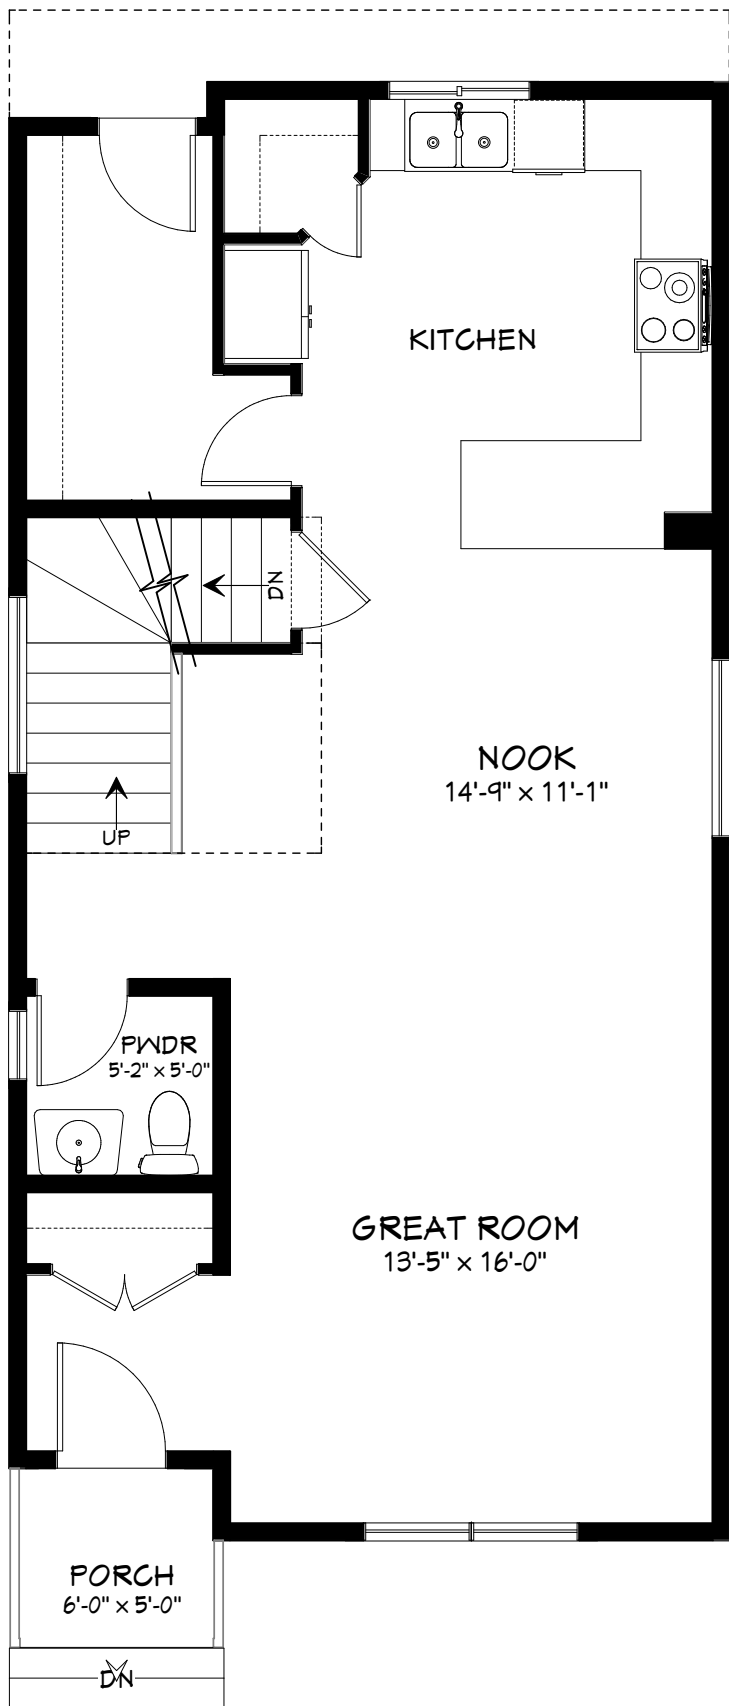 KITCHEN
DN
NOOK
14'-9" x 11'-1"
UP
PWDR
5'-2" x 5'-0"
GREAT ROOM
13'-5" x 16'-0"
PORCH
6'-0" x 5'-0"
DN